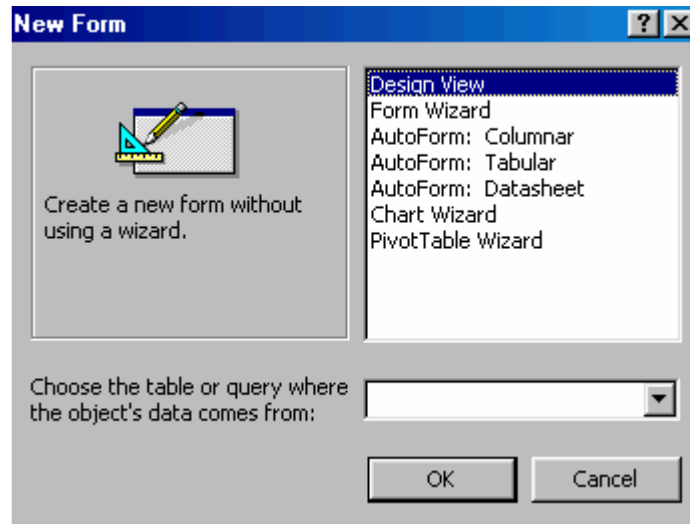 New Form
Design View
Form Wizard
AutoForm: Columnar
AutoForm: Tabular
AutoForm: Datasheet
Chart Wizard
PivotTable Wizard
Create a new form without
using a wizard.
Choose the table or query where
the object's data comes from:
OK
Cancel